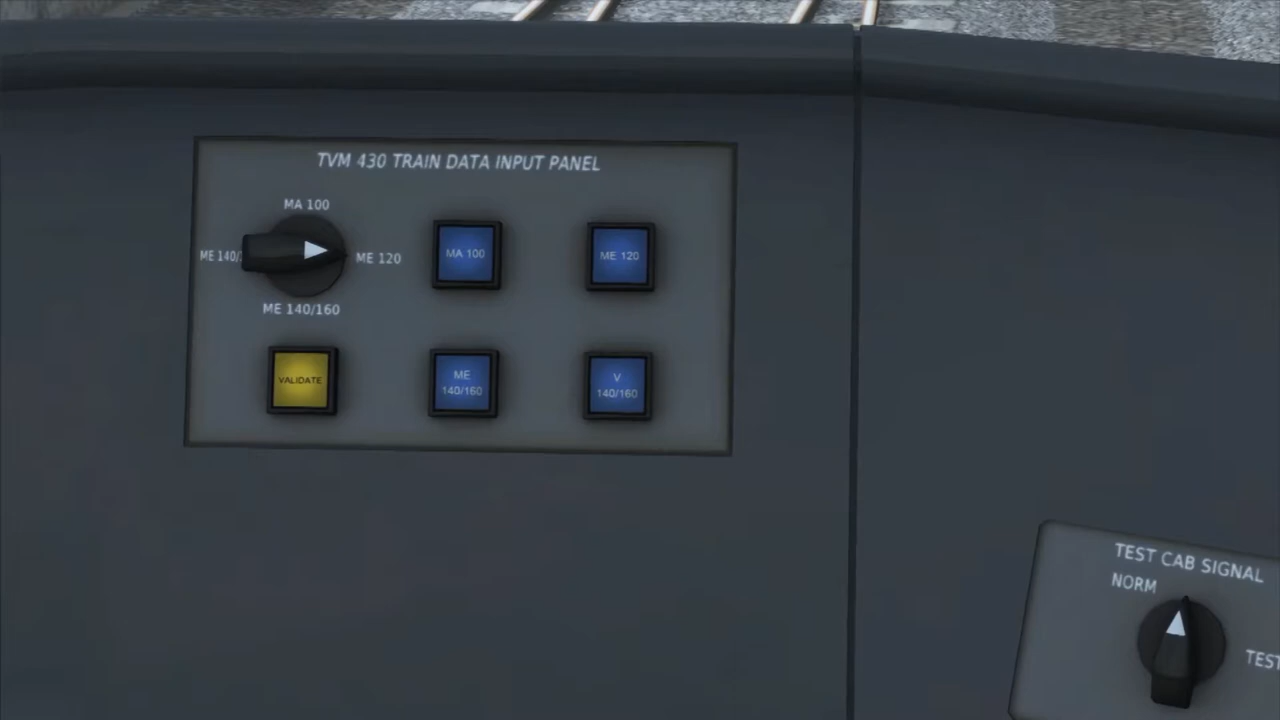 TVM 430 TRAIN DATA INPUT PANEL
MA 100
ME 140/
ME 120
ME 140/160
MA 100
ME 120
VALIDATE
ME
140/160
V
140/160
TEST CAB SIGNAL
NORM
TEST